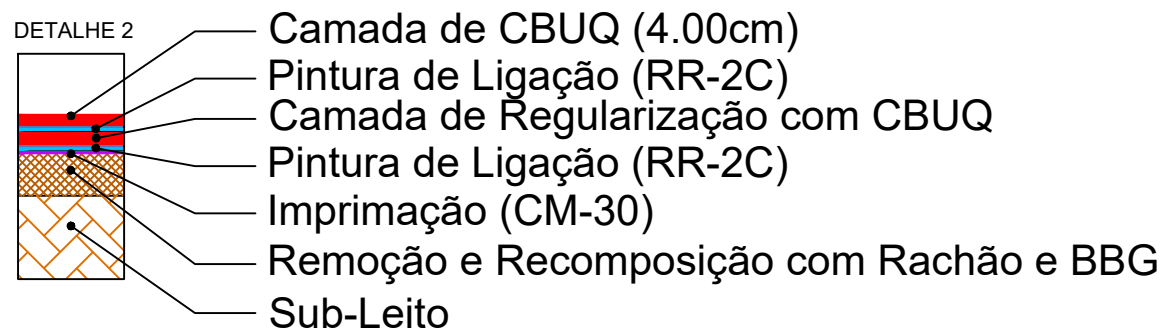 DETALHE 2
Camada de CBUQ (4.00cm)
Pintura de Ligação (RR-2C)
Camada de Regularização com CBUQ
Pintura de Ligação (RR-2C)
Imprimação (CM-30)
Remoção e Recomposição com Rachão e BBG
Sub-Leito